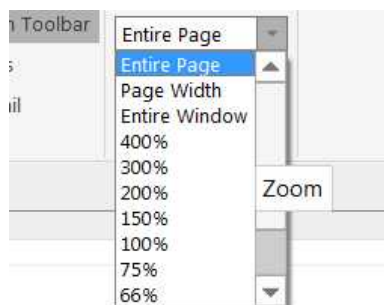 Toolbar
Entire Page
Entire Page
Page Width
Entire Window
400%
300%
200%
Zoom
150%
100%
75%
66%